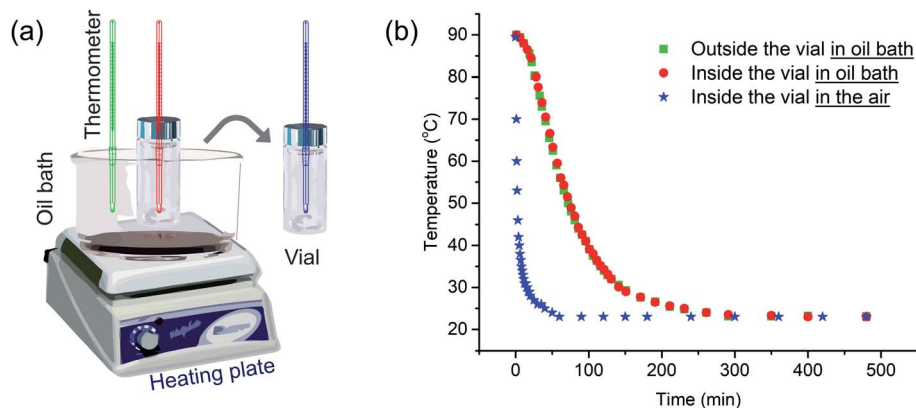 (a)
Thermometer
Oil bath
Vial
Heating plate
(b)
Outside the vial in oil bath
Inside the vial in oil bath
Inside the vial in the air
Temperature (°C)
90
80
70
60
50
40
30
20
0 100 200 300 400 500
Time (min)